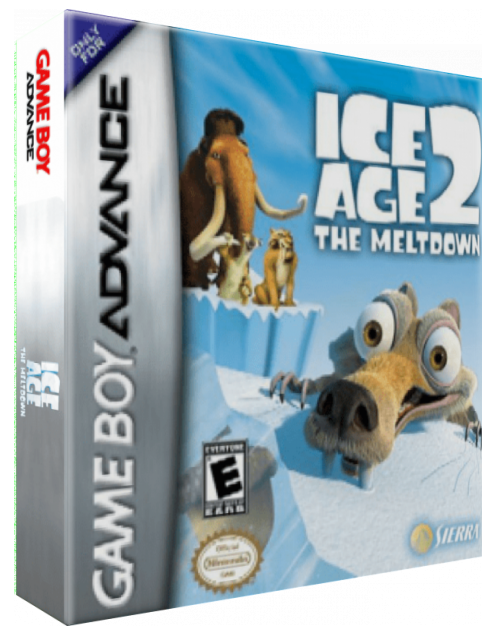 GAME BOY
ADVANCE
ICE
AGE
THE MELTDOWN
ONLY
FOR
GAME BOY ADVANCE
ICE
AGE 2
THE MELTDOWN
EVERYONE
E
ESRB
Official
Nintendo
SIERRA